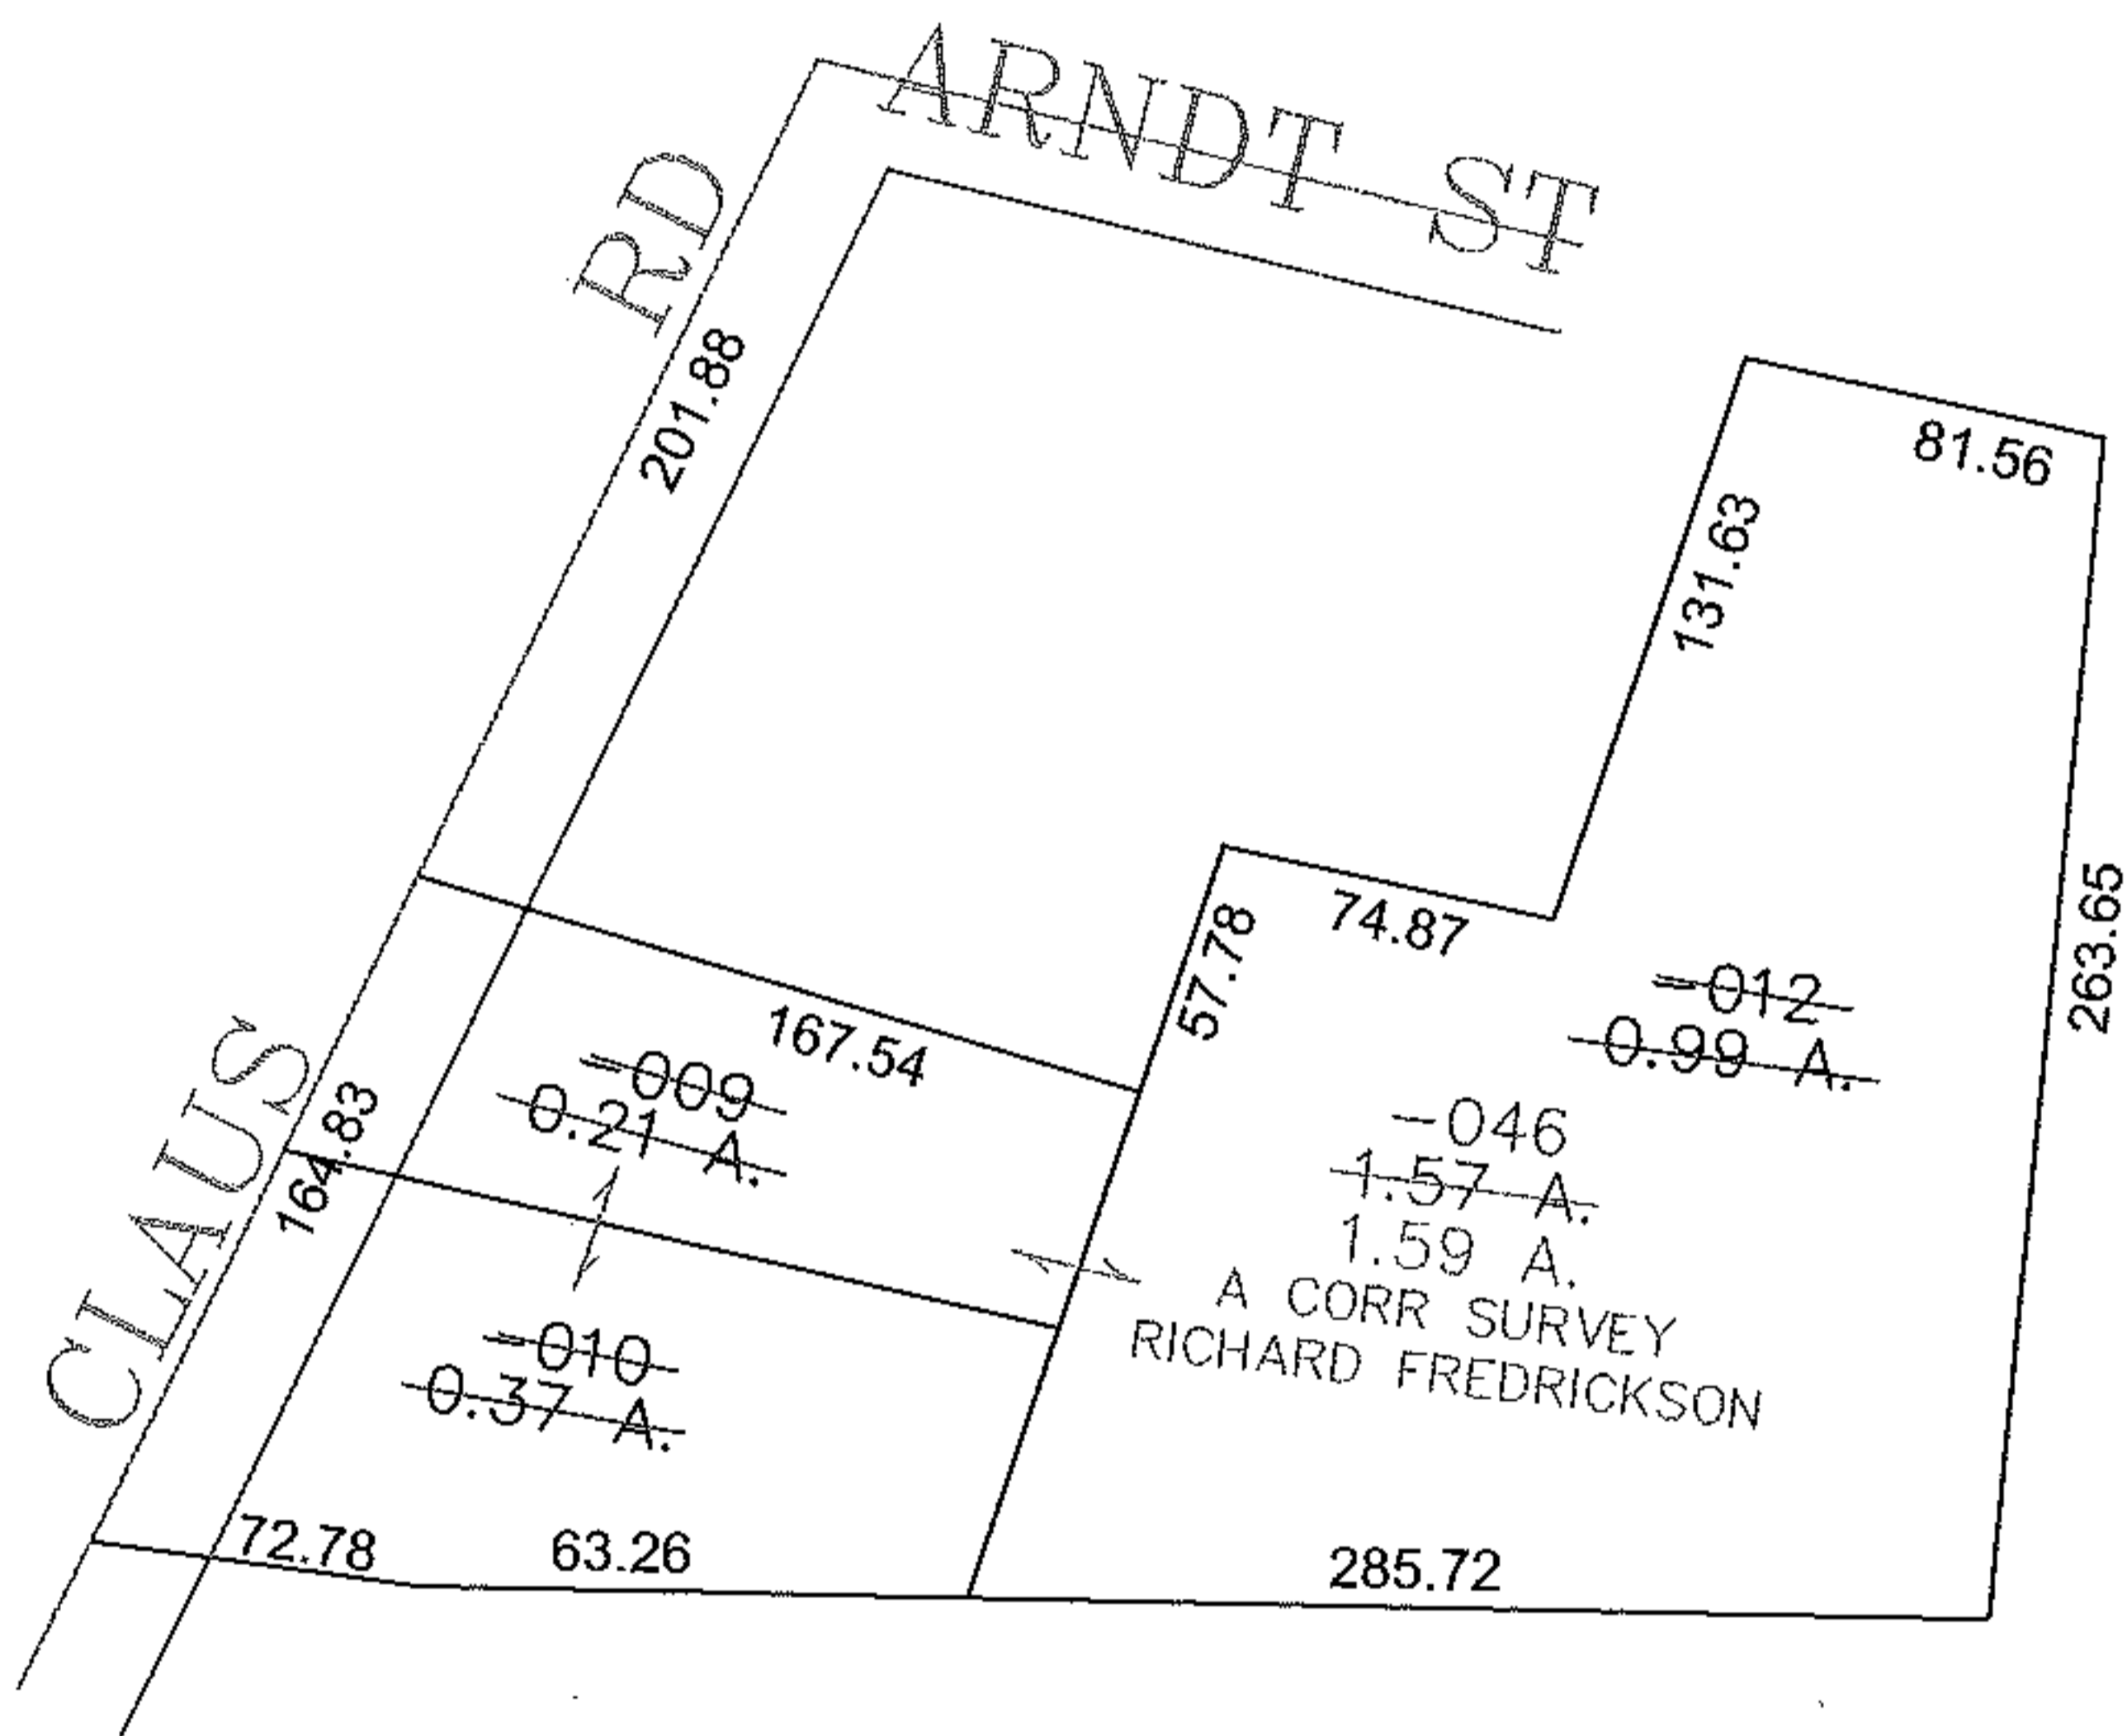 ARNDT ST
RD
201.88
81.56
131.63
74.87
57.78
263.65
-012
0.99 A.
167.54
-009
0.21 A.
CLAUS
164.83
-046
1.57 A.
1.59 A.
A CORR SURVEY
RICHARD FREDRICKSON
-010
0.37 A.
72.78
63.26
285.72